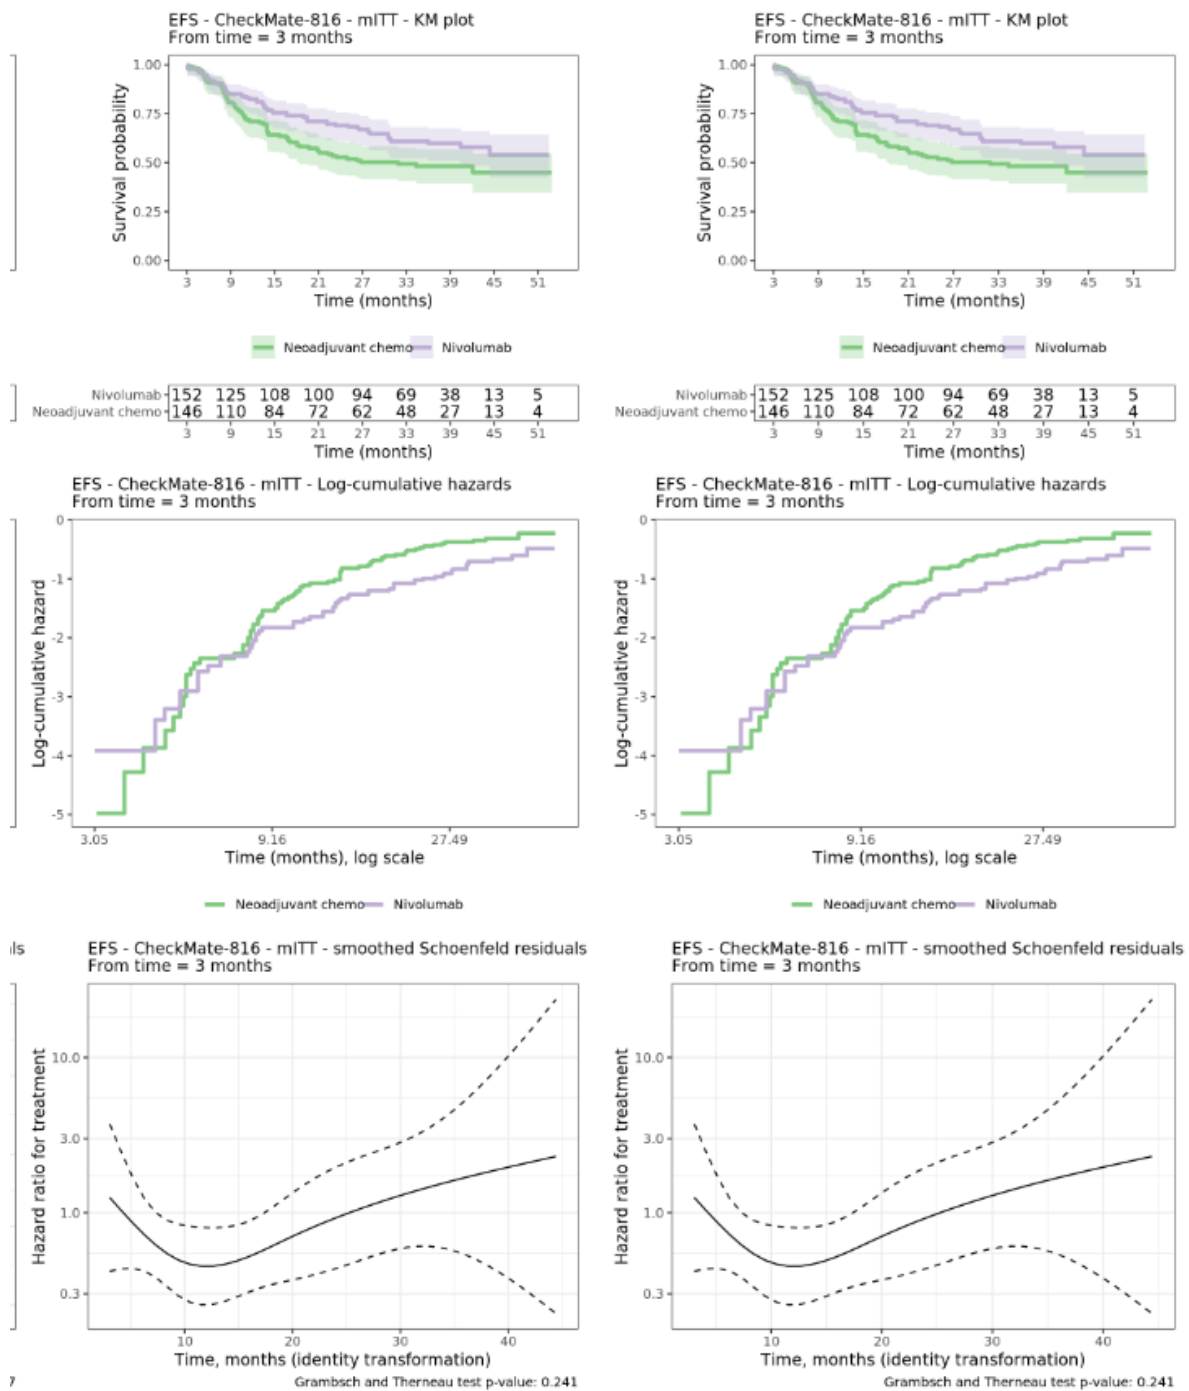 EFS - CheckMate-816 - mITT - KM plot
From time = 3 months
1.00
0.75
0.50
0.25
0.00
Survival probability
3 9 15 21 27 33 39 45 51
Time (months)
Neoadjuvant chemo Nivolumab
Nivolumab 152 125 108 100 94 69 38 13 5
Neoadjuvant chemo 146 110 84 72 62 48 27 13 4
3 9 15 21 27 33 39 45 51
Time (months)
EFS - CheckMate-816 - mITT - KM plot
From time = 3 months
1.00
0.75
0.50
0.25
0.00
Survival probability
3 9 15 21 27 33 39 45 51
Time (months)
Neoadjuvant chemo Nivolumab
Nivolumab 152 125 108 100 94 69 38 13 5
Neoadjuvant chemo 146 110 84 72 62 48 27 13 4
3 9 15 21 27 33 39 45 51
Time (months)
EFS - CheckMate-816 - mITT - Log-cumulative hazards
From time = 3 months
0
-1
-2
-3
-4
-5
Log-cumulative hazard
3.05 9.16 27.49
Time (months), log scale
Neoadjuvant chemo Nivolumab
EFS - CheckMate-816 - mITT - Log-cumulative hazards
From time = 3 months
0
-1
-2
-3
-4
-5
Log-cumulative hazard
3.05 9.16 27.49
Time (months), log scale
Neoadjuvant chemo Nivolumab
ls
EFS - CheckMate-816 - mITT - smoothed Schoenfeld residuals
From time = 3 months
10.0
3.0
1.0
0.3
Hazard ratio for treatment
10 20 30 40
Time, months (identity transformation)
7
Grambsch and Therneau test p-value: 0.241
EFS - CheckMate-816 - mITT - smoothed Schoenfeld residuals
From time = 3 months
10.0
3.0
1.0
0.3
Hazard ratio for treatment
10 20 30 40
Time, months (identity transformation)
Grambsch and Therneau test p-value: 0.241